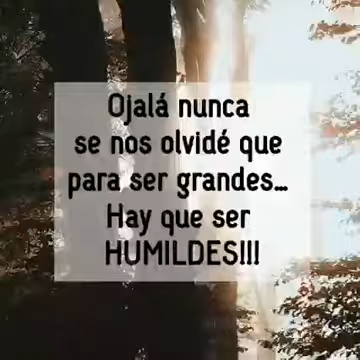 Ojalá nunca
se nos olvidé que
para ser grandes...
Hay que ser
HUMILDES!!!